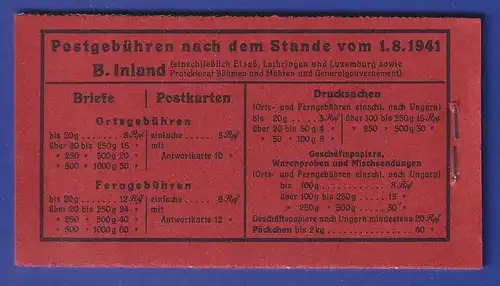 Postgebühren nach dem Stande vom 1.8.1941
B. Inland (einschließlich Elsaß, Lothringen und Luxemburg sowie
Protektorat Böhmen und Mähren und Generalgouvernement)
Briefe Postkarten
Ortsgebühren
bis 20g ........ 8 Rpf einfache ..... 5 Rpf
über 20 bis 250g 16 " mit
" 250 " 500g 20 " Antwortkarte 10 "
" 500 " 1000g 30 "
Ferngebühren
bis 20g ........ 12 Rpf einfache ..... 6 Rpf
über 20 bis 250g 24 " mit
" 250 " 500g 40 " Antwortkarte 12 "
" 500 " 1000g 60 "
Drucksachen
(Orts- und Ferngebühren einschl. nach Ungarn)
bis 20g .... 3 Rpf über 100 bis 250g 15 Rpf
über 20 bis 50g 4 " " 250 " 500g 30 "
" 50 " 100g 8 "
Geschäftspapiere,
Warenproben und Mischsendungen
(Orts- und Ferngebühren einschl. nach Ungarn)
bis 100g .............. 8 Rpf
über 100g bis 250g ..... 15 "
" 250g " 500g ..... 30 "
Geschäftspapiere nach Ungarn mindestens 20 Rpf
Päckchen bis 2 kg ............ 40 "